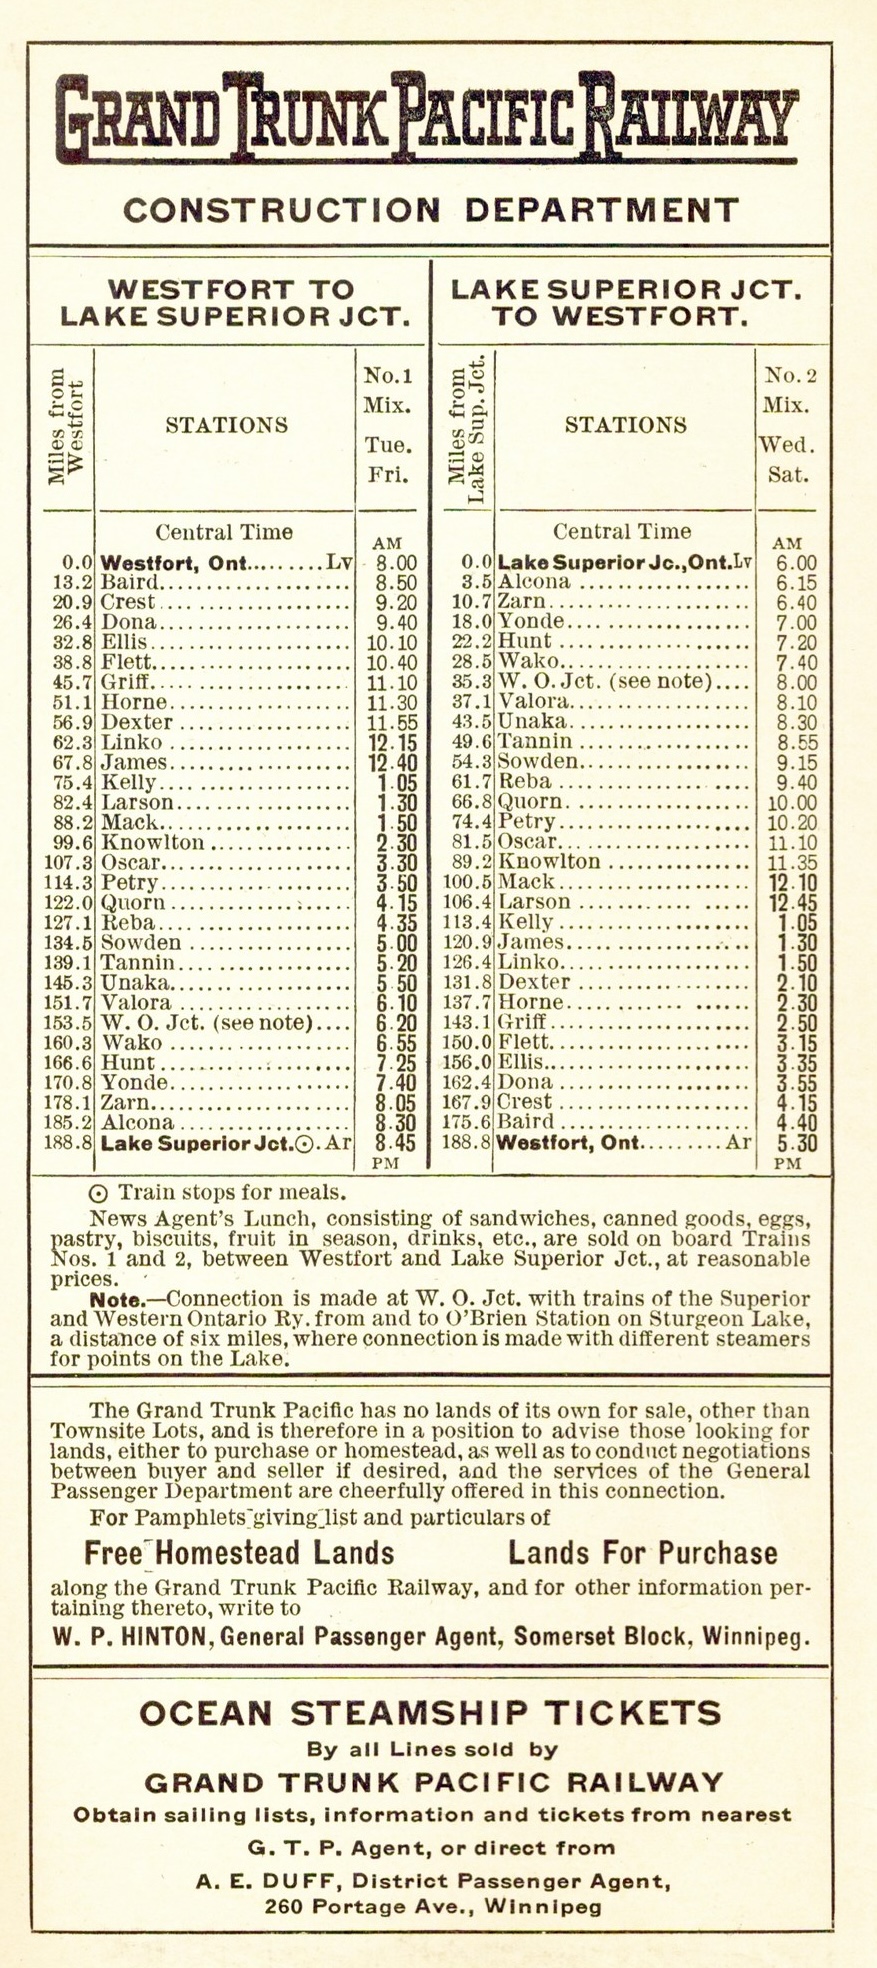 GRAND TRUNK PACIFIC RAILWAY
CONSTRUCTION DEPARTMENT
WESTFORT TO
LAKE SUPERIOR JCT.
Miles from
Westfort
STATIONS
No.1
Mix.
Tue.
Fri.
Central Time
AM
0.0 Westfort, Ont.........Lv 8.00
13.2 Baird................... 8.50
20.9 Crest................... 9.20
26.4 Dona................... 9.40
32.8 Ellis................... 10.10
38.8 Flett................... 10.40
45.7 Griff................... 11.10
51.1 Horne................... 11.30
56.9 Dexter................... 11.55
62.3 Linko................... 12.15
67.8 James................... 12.40
75.4 Kelly................... 1.05
82.4 Larson................... 1.30
88.2 Mack................... 1.50
99.6 Knowlton................... 2.30
107.3 Oscar................... 3.30
114.3 Petry................... 3.50
122.0 Quorn................... 4.15
127.1 Reba................... 4.35
134.5 Sowden................... 5.00
139.1 Tannin................... 5.20
145.3 Unaka................... 5.50
151.7 Valora................... 6.10
153.5 W. O. Jct. (see note).... 6.20
160.3 Wako................... 6.55
166.6 Hunt................... 7.25
170.8 Yonde................... 7.40
178.1 Zarn................... 8.05
185.2 Alcona................... 8.30
188.8 Lake Superior Jct.⊙.Ar 8.45
PM
LAKE SUPERIOR JCT.
TO WESTFORT.
Miles from
Lake Sup. Jct.
STATIONS
No. 2
Mix.
Wed.
Sat.
Central Time
AM
0.0 Lake Superior Jc.,Ont.Lv 6.00
3.5 Alcona................... 6.15
10.7 Zarn................... 6.40
18.0 Yonde................... 7.00
22.2 Hunt................... 7.20
28.5 Wako................... 7.40
35.3 W. O. Jct. (see note).... 8.00
37.1 Valora................... 8.10
43.5 Unaka................... 8.30
49.6 Tannin................... 8.55
54.3 Sowden................... 9.15
61.7 Reba................... 9.40
66.8 Quorn................... 10.00
74.4 Petry................... 10.20
81.5 Oscar................... 11.10
89.2 Knowlton................... 11.35
100.5 Mack................... 12.10
106.4 Larson................... 12.45
113.4 Kelly................... 1.05
120.9 James................... 1.30
126.4 Linko................... 1.50
131.8 Dexter................... 2.10
137.7 Horne................... 2.30
143.1 Griff................... 2.50
150.0 Flett................... 3.15
156.0 Ellis................... 3.35
162.4 Dona................... 3.55
167.9 Crest................... 4.15
175.6 Baird................... 4.40
188.8 Westfort, Ont.........Ar 5.30
PM
⊙ Train stops for meals.
News Agent's Lunch, consisting of sandwiches, canned goods, eggs,
pastry, biscuits, fruit in season, drinks, etc., are sold on board Trains
Nos. 1 and 2, between Westfort and Lake Superior Jct., at reasonable
prices.
Note.—Connection is made at W. O. Jct. with trains of the Superior
and Western Ontario Ry. from and to O'Brien Station on Sturgeon Lake,
a distance of six miles, where connection is made with different steamers
for points on the Lake.
The Grand Trunk Pacific has no lands of its own for sale, other than
Townsite Lots, and is therefore in a position to advise those looking for
lands, either to purchase or homestead, as well as to conduct negotiations
between buyer and seller if desired, and the services of the General
Passenger Department are cheerfully offered in this connection.
For Pamphlets giving list and particulars of
Free Homestead Lands Lands For Purchase
along the Grand Trunk Pacific Railway, and for other information per-
taining thereto, write to
W. P. HINTON, General Passenger Agent, Somerset Block, Winnipeg.
OCEAN STEAMSHIP TICKETS
By all Lines sold by
GRAND TRUNK PACIFIC RAILWAY
Obtain sailing lists, information and tickets from nearest
G. T. P. Agent, or direct from
A. E. DUFF, District Passenger Agent,
260 Portage Ave., Winnipeg